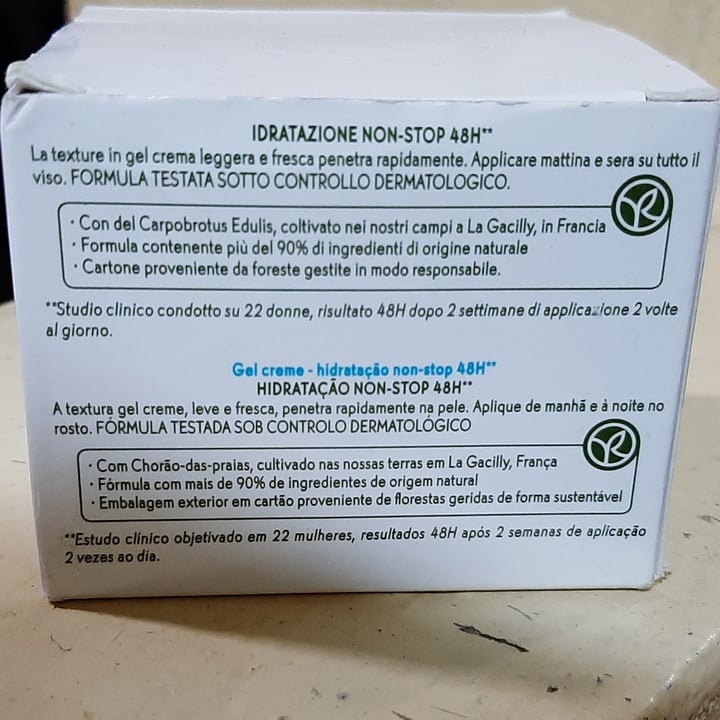 IDRATAZIONE NON-STOP 48H**
La texture in gel crema leggera e fresca penetra rapidamente. Applicare mattina e sera su tutto il
viso. FORMULA TESTATA SOTTO CONTROLLO DERMATOLOGICO.
· Con del Carpobrotus Edulis, coltivato nei nostri campi a La Gacilly, in Francia
· Formula contenente più del 90% di ingredienti di origine naturale
· Cartone proveniente da foreste gestite in modo responsabile.
**Studio clinico condotto su 22 donne, risultato 48H dopo 2 settimane di applicazione 2 volte
al giorno.
Gel creme - hidratação non-stop 48H**
HIDRATAÇÃO NON-STOP 48H**
A textura gel creme, leve e fresca, penetra rapidamente na pele. Aplique de manhã e à noite no
rosto. FÓRMULA TESTADA SOB CONTROLO DERMATOLÓGICO
· Com Chorão-das-praias, cultivado nas nossas terras em La Gacilly, França
· Fórmula com mais de 90% de ingredientes de origem natural
· Embalagem exterior em cartão proveniente de florestas geridas de forma sustentável
**Estudo clínico objetivado em 22 mulheres, resultados 48H após 2 semanas de aplicação
2 vezes ao dia.